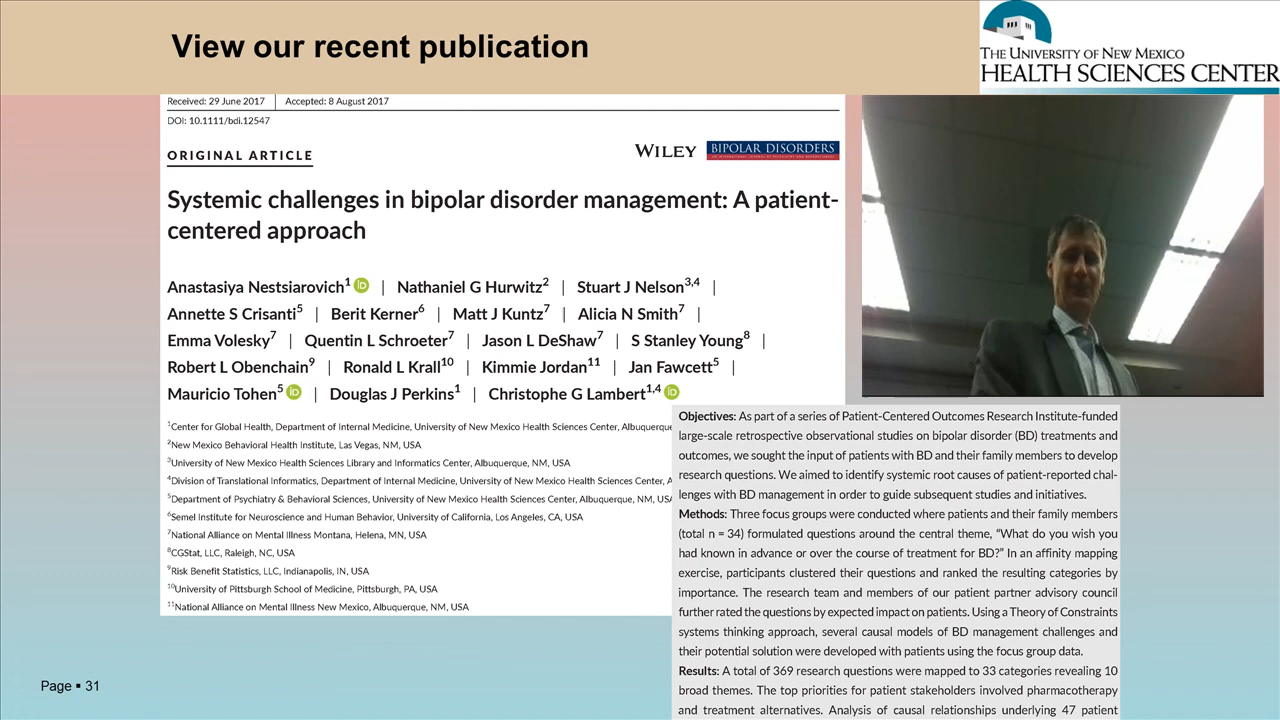 View our recent publication
THE UNIVERSITY OF NEW MEXICO
HEALTH SCIENCES CENTER
Received: 29 June 2017 | Accepted: 8 August 2017
DOI: 10.1111/bdi.12547
ORIGINAL ARTICLE
WILEY BIPOLAR DISORDERS
Systemic challenges in bipolar disorder management: A patient-
centered approach
Anastasiya Nestsiarovich1 iD | Nathaniel G Hurwitz2 | Stuart J Nelson3,4 |
Annette S Crisanti5 | Berit Kerner6 | Matt J Kuntz7 | Alicia N Smith7 |
Emma Volesky7 | Quentin L Schroeter7 | Jason L DeShaw7 | S Stanley Young8 |
Robert L Obenchain9 | Ronald L Krall10 | Kimmie Jordan11 | Jan Fawcett5 |
Mauricio Tohen5 iD | Douglas J Perkins1 | Christophe G Lambert1,4 iD
1Center for Global Health, Department of Internal Medicine, University of New Mexico Health Sciences Center, Albuquerque
2New Mexico Behavioral Health Institute, Las Vegas, NM, USA
3University of New Mexico Health Sciences Library and Informatics Center, Albuquerque, NM, USA
4Division of Translational Informatics, Department of Internal Medicine, University of New Mexico Health Sciences Center, A
5Department of Psychiatry & Behavioral Sciences, University of New Mexico Health Sciences Center, Albuquerque, NM, USA
6Semel Institute for Neuroscience and Human Behavior, University of California, Los Angeles, CA, USA
7National Alliance on Mental Illness Montana, Helena, MN, USA
8CGStat, LLC, Raleigh, NC, USA
9Risk Benefit Statistics, LLC, Indianapolis, IN, USA
10University of Pittsburgh School of Medicine, Pittsburgh, PA, USA
11National Alliance on Mental Illness New Mexico, Albuquerque, NM, USA
Objectives: As part of a series of Patient-Centered Outcomes Research Institute-funded
large-scale retrospective observational studies on bipolar disorder (BD) treatments and
outcomes, we sought the input of patients with BD and their family members to develop
research questions. We aimed to identify systemic root causes of patient-reported chal-
lenges with BD management in order to guide subsequent studies and initiatives.
Methods: Three focus groups were conducted where patients and their family members
(total n = 34) formulated questions around the central theme, "What do you wish you
had known in advance or over the course of treatment for BD?" In an affinity mapping
exercise, participants clustered their questions and ranked the resulting categories by
importance. The research team and members of our patient partner advisory council
further rated the questions by expected impact on patients. Using a Theory of Constraints
systems thinking approach, several causal models of BD management challenges and
their potential solution were developed with patients using the focus group data.
Results: A total of 369 research questions were mapped to 33 categories revealing 10
broad themes. The top priorities for patient stakeholders involved pharmacotherapy
and treatment alternatives. Analysis of causal relationships underlying 47 patient
Page ▪ 31